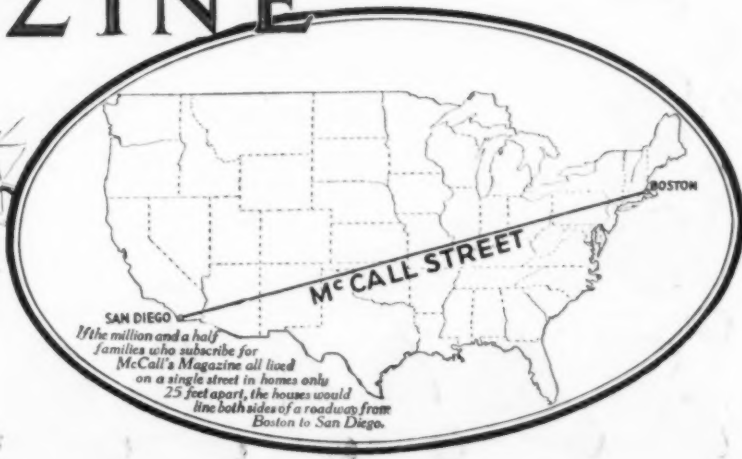 ZINE
BOSTON
McCALL STREET
SAN DIEGO
If the million and a half
families who subscribe for
McCall's Magazine all lived
on a single street in homes only
25 feet apart, the houses would
line both sides of a roadway from
Boston to San Diego.